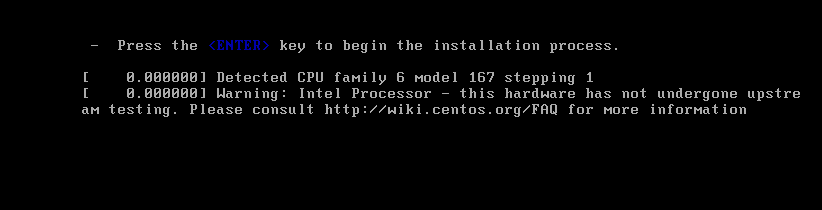 -  Press the <ENTER> key to begin the installation process.
[    0.000000] Detected CPU family 6 model 167 stepping 1
[    0.000000] Warning: Intel Processor - this hardware has not undergone upstre
am testing. Please consult http://wiki.centos.org/FAQ for more information